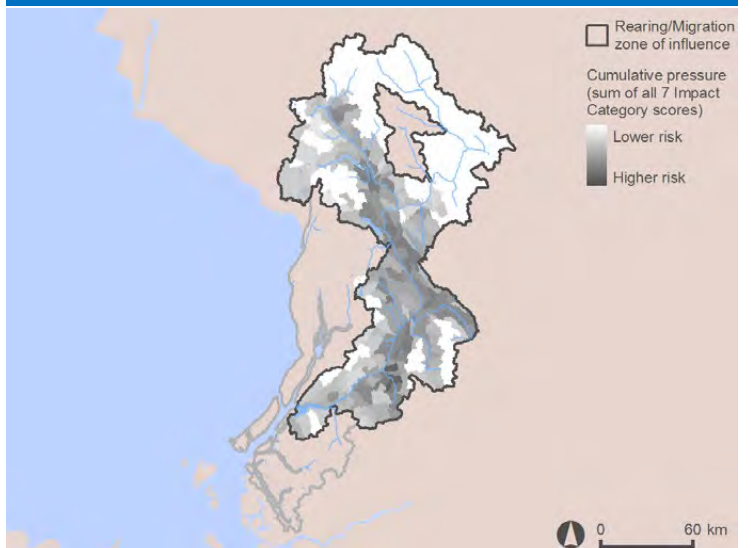 Rearing/Migration
zone of influence
Cumulative pressure
(sum of all 7 Impact
Category scores)
Lower risk
Higher risk
0 60 km